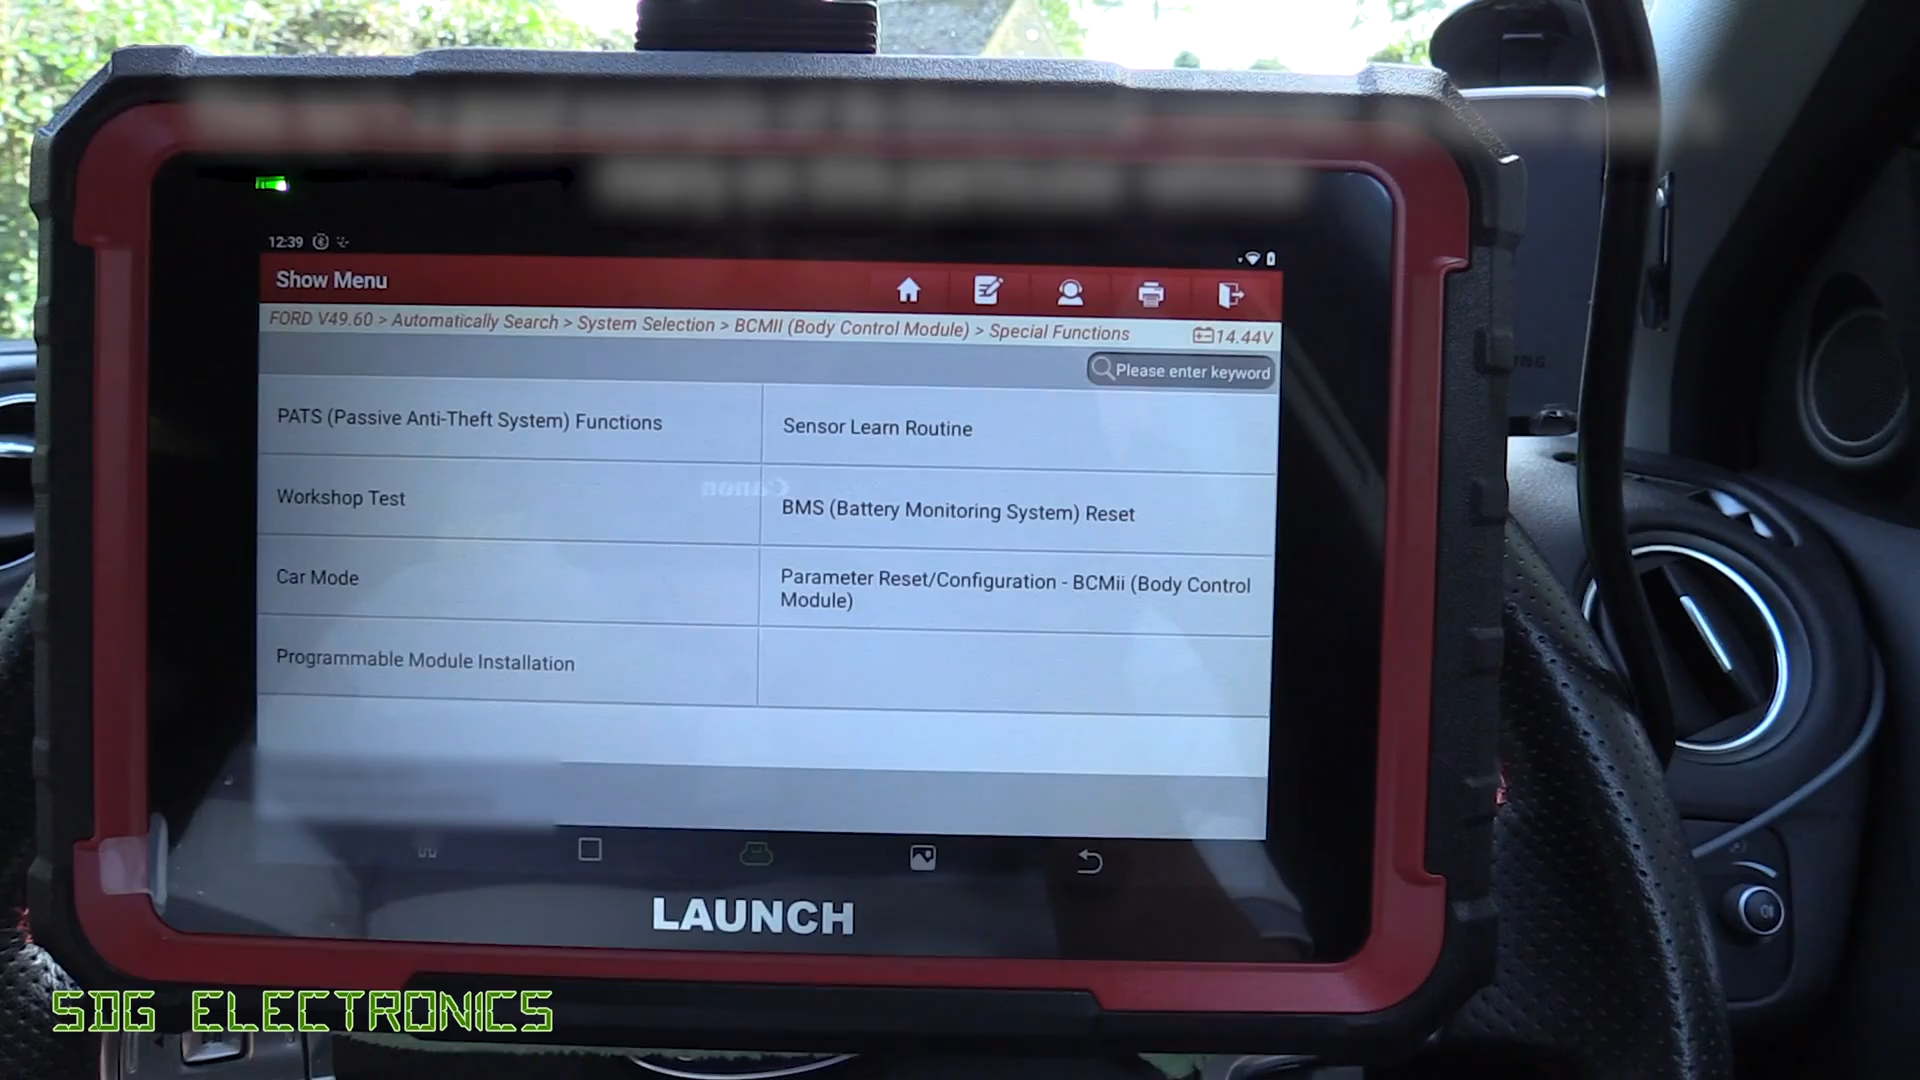 12:39
Show Menu
FORD V49.60 > Automatically Search > System Selection > BCMII (Body Control Module) > Special Functions
14.44V
Please enter keyword
PATS (Passive Anti-Theft System) Functions
Sensor Learn Routine
Workshop Test
BMS (Battery Monitoring System) Reset
Car Mode
Parameter Reset/Configuration - BCMii (Body Control
Module)
Programmable Module Installation
Canon
LAUNCH
SDG ELECTRONICS